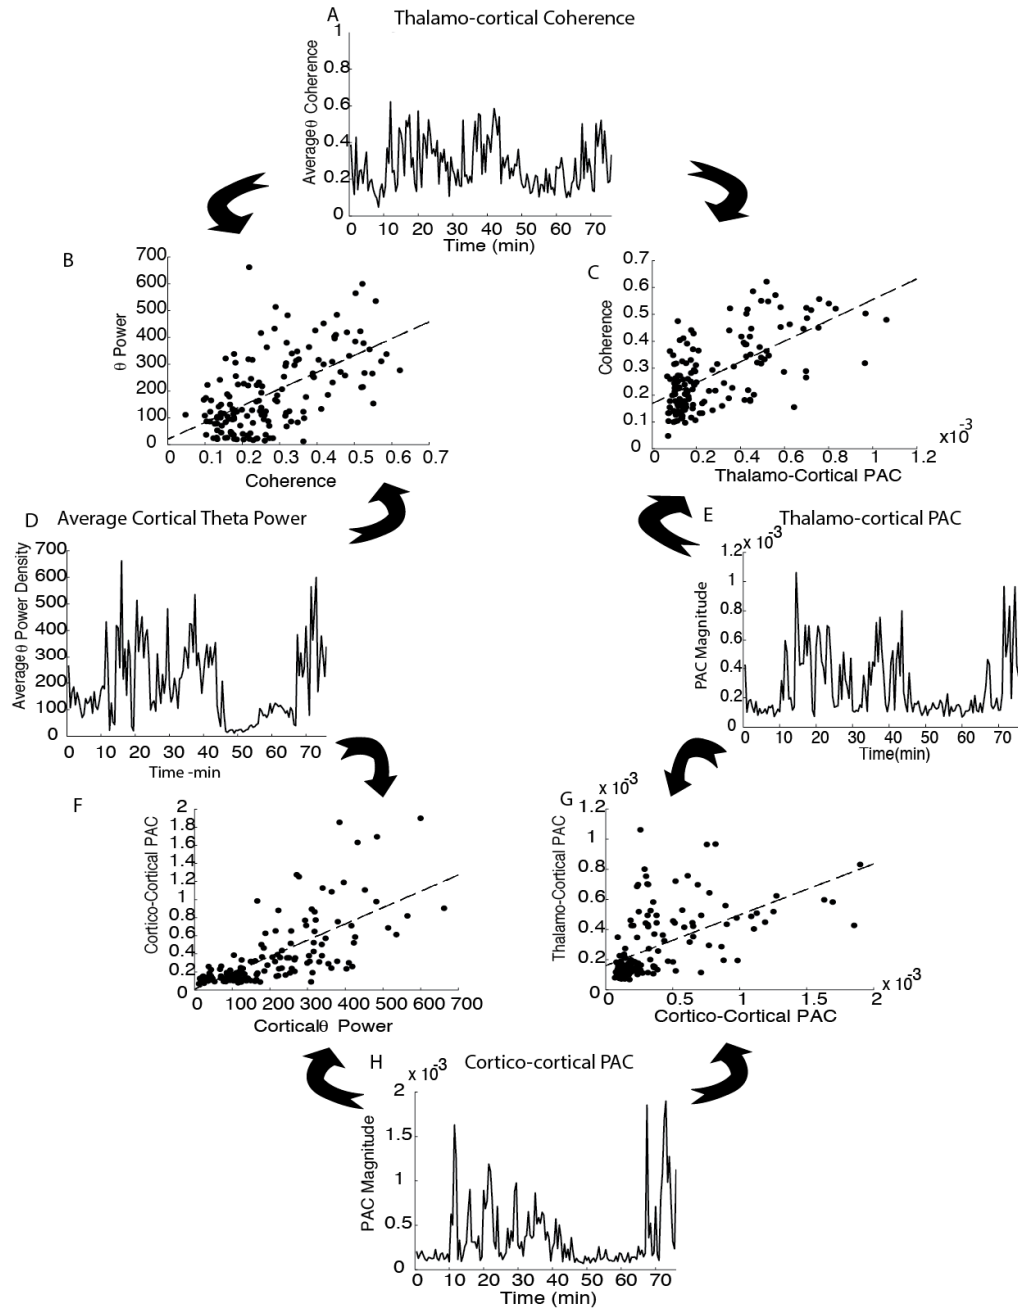 A
Thalamo-cortical Coherence
1
0.8
0.6
0.4
0.2
0
Average θ Coherence
0 10 20 30 40 50 60 70
Time (min)
B
700
600
500
400
300
200
100
0
θ Power
0 0.1 0.2 0.3 0.4 0.5 0.6 0.7
Coherence
C
0.7
0.6
0.5
0.4
0.3
0.2
0.1
0
Coherence
0 0.2 0.4 0.6 0.8 1 1.2
x10-3
Thalamo-Cortical PAC
D Average Cortical Theta Power
700
600
500
400
300
200
100
0
Average θ Power Density
0 10 20 30 40 50 60 70
Time -min
E
Thalamo-cortical PAC
x 10-3
1.2
1
0.8
0.6
0.4
0.2
0
PAC Magnitude
0 10 20 30 40 50 60 70
Time(min)
F
2
1.8
1.6
1.4
1.2
1
0.8
0.6
0.4
0.2
0
Cortico-Cortical PAC
0 100 200 300 400 500 600 700
Cortical θ Power
G
x 10-3
1.2
1
0.8
0.6
0.4
0.2
0
Thalamo-Cortical PAC
0 0.5 1 1.5 2
x 10-3
Cortico-Cortical PAC
H Cortico-cortical PAC
x 10-3
2
1.5
1
0.5
0
PAC Magnitude
0 10 20 30 40 50 60 70
Time (min)